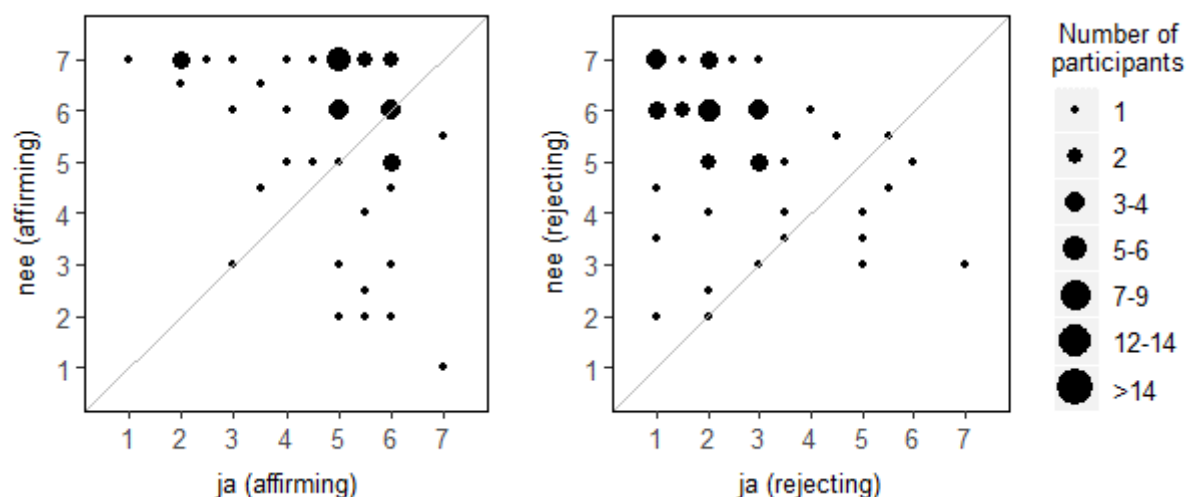 7
6
5
4
3
2
1
nee (affirming)
1 2 3 4 5 6 7
ja (affirming)
7
6
5
4
3
2
1
nee (rejecting)
1 2 3 4 5 6 7
ja (rejecting)
Number of
participants
1
2
3-4
5-6
7-9
12-14
>14